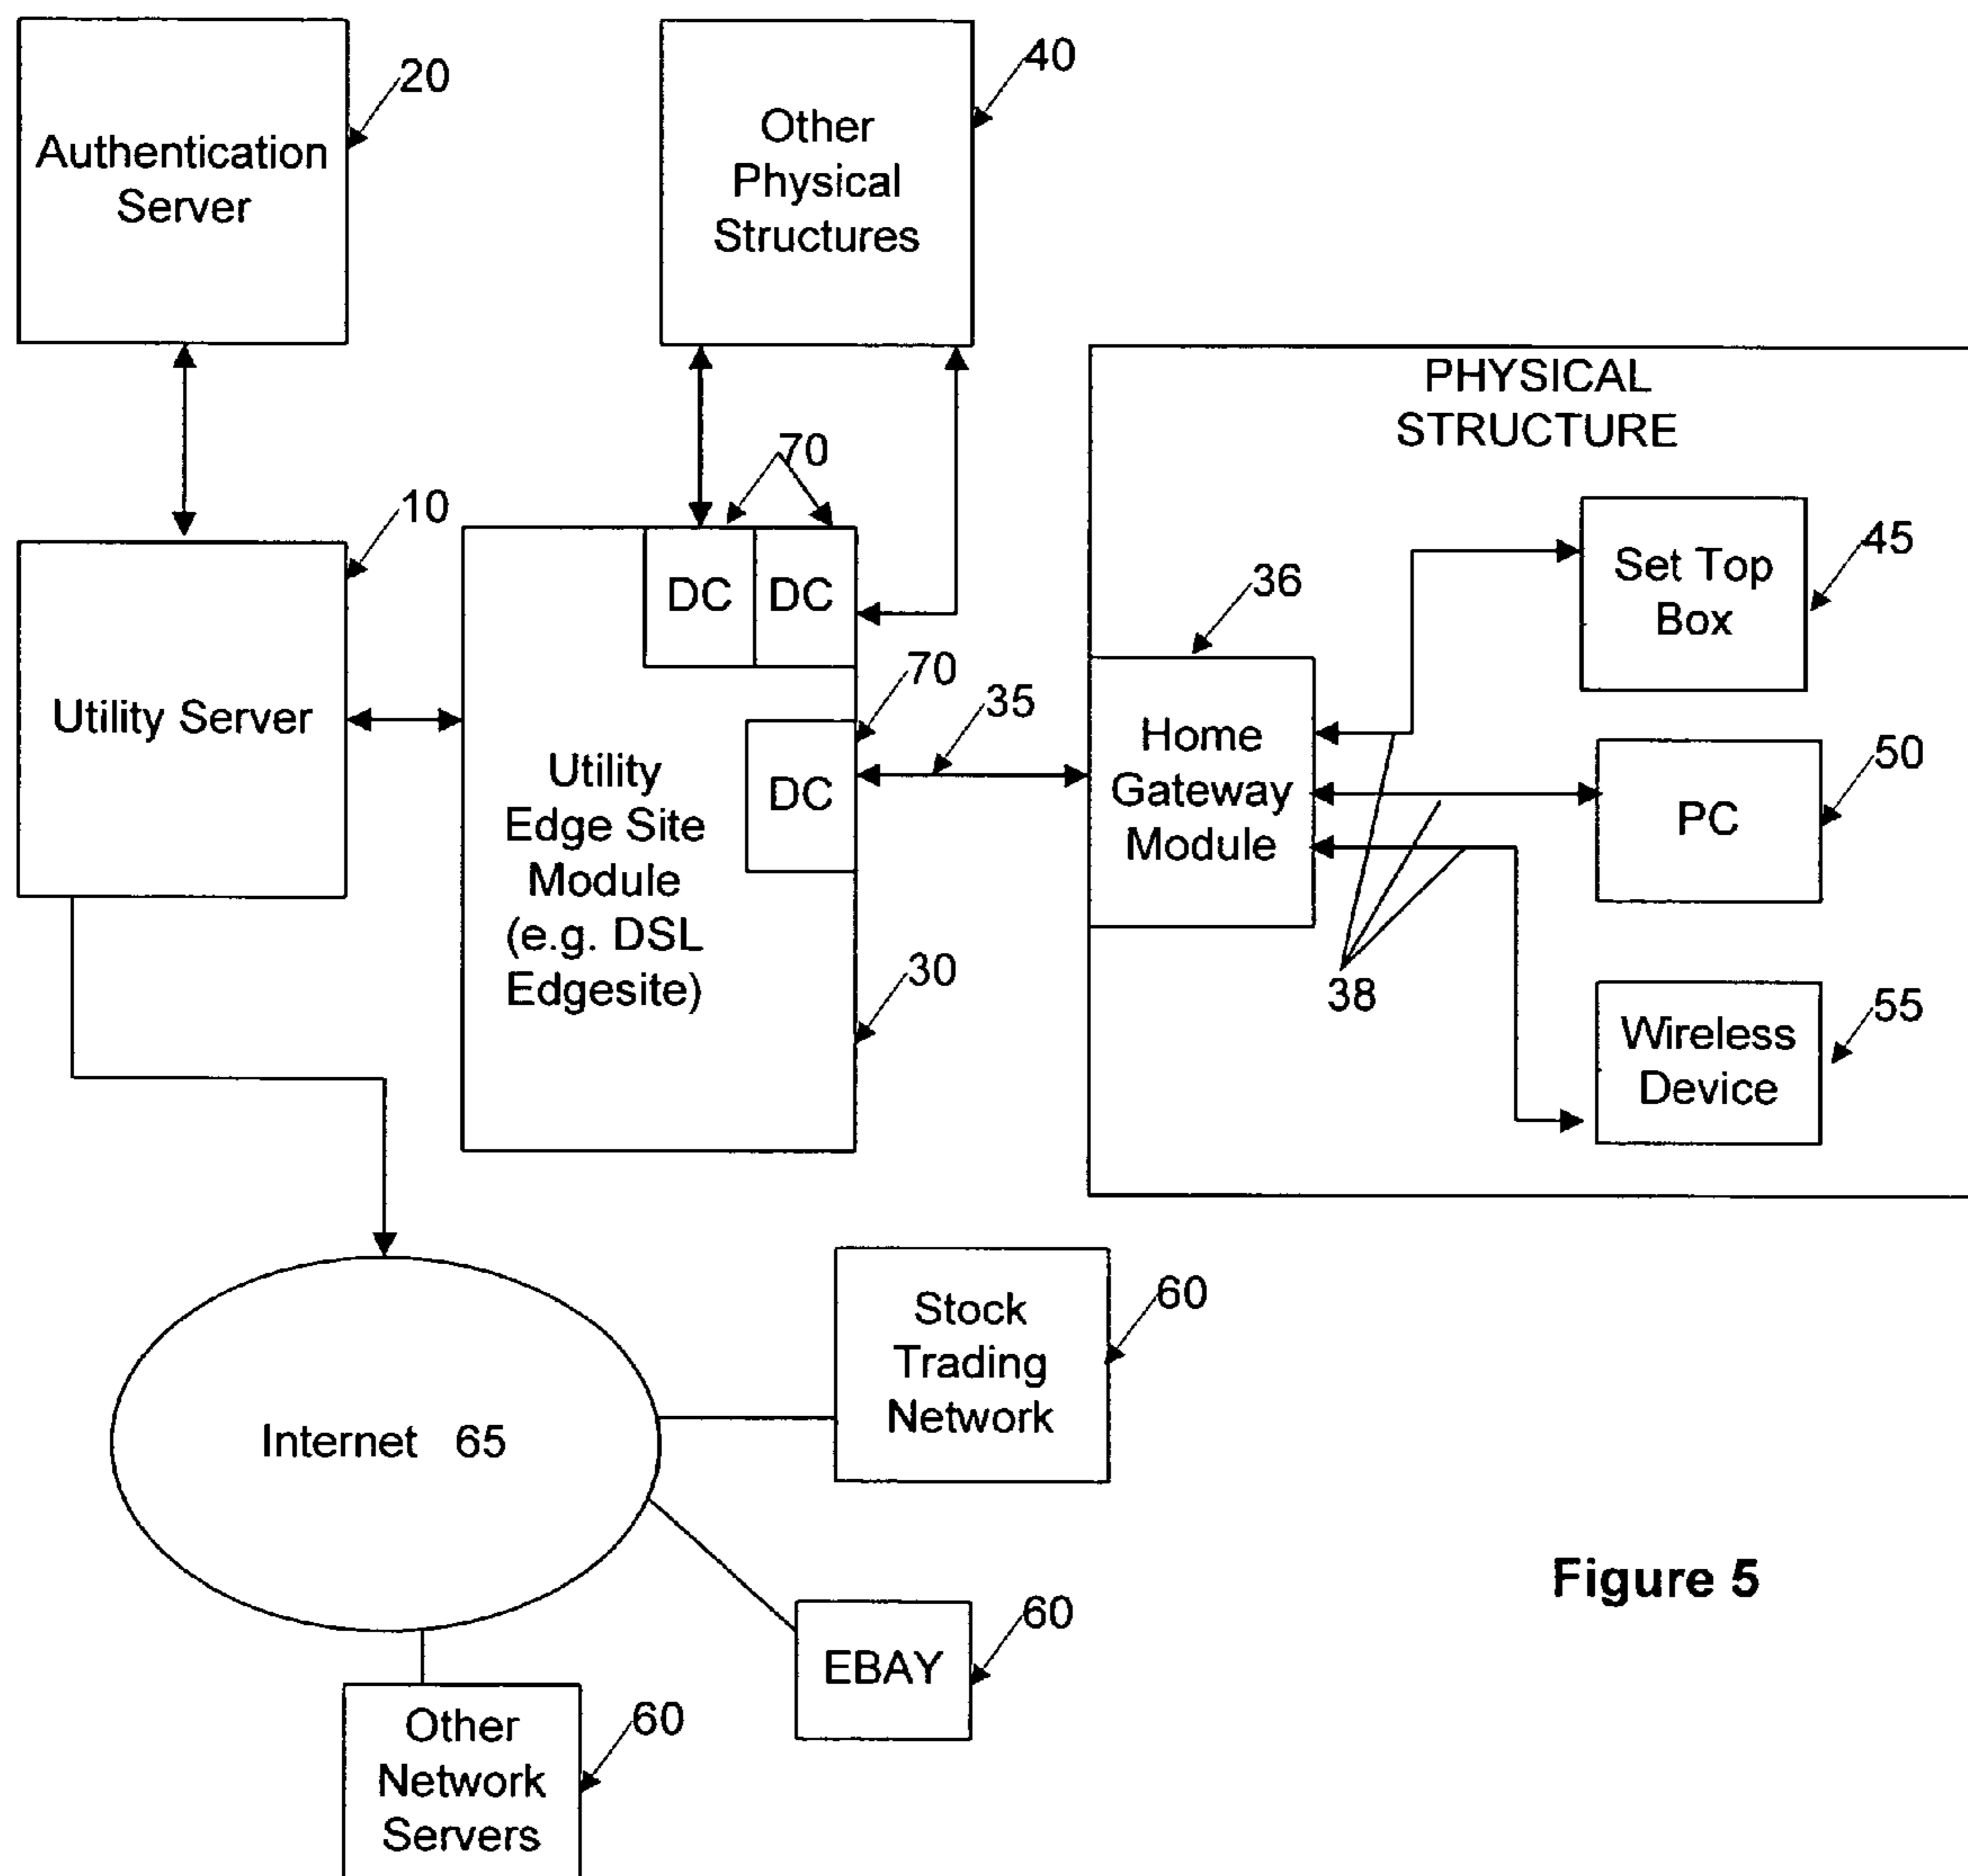 20
Authentication
Server
40
Other
Physical
Structures
PHYSICAL
STRUCTURE
70
10
Utility Server
DC
DC
70
35
DC
Utility
Edge Site
Module
(e.g. DSL
Edgesite)
30
36
Home
Gateway
Module
38
Set Top
Box
45
PC
50
Wireless
Device
55
Internet 65
Stock
Trading
Network
60
EBAY
60
Other
Network
Servers
60
Figure 5